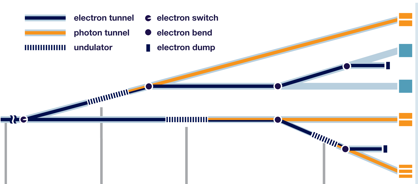 electron tunnel
photon tunnel
undulator
electron switch
electron bend
electron dump